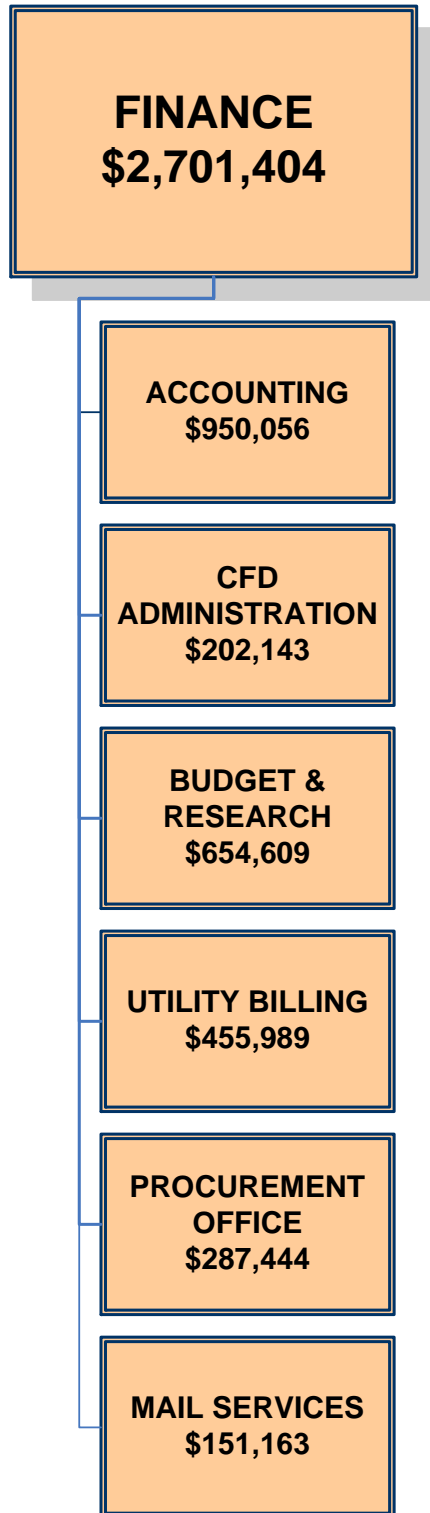 FINANCE
$2,701,404
ACCOUNTING
$950,056
CFD
ADMINISTRATION
$202,143
BUDGET &
RESEARCH
$654,609
UTILITY BILLING
$455,989
PROCUREMENT
OFFICE
$287,444
MAIL SERVICES
$151,163